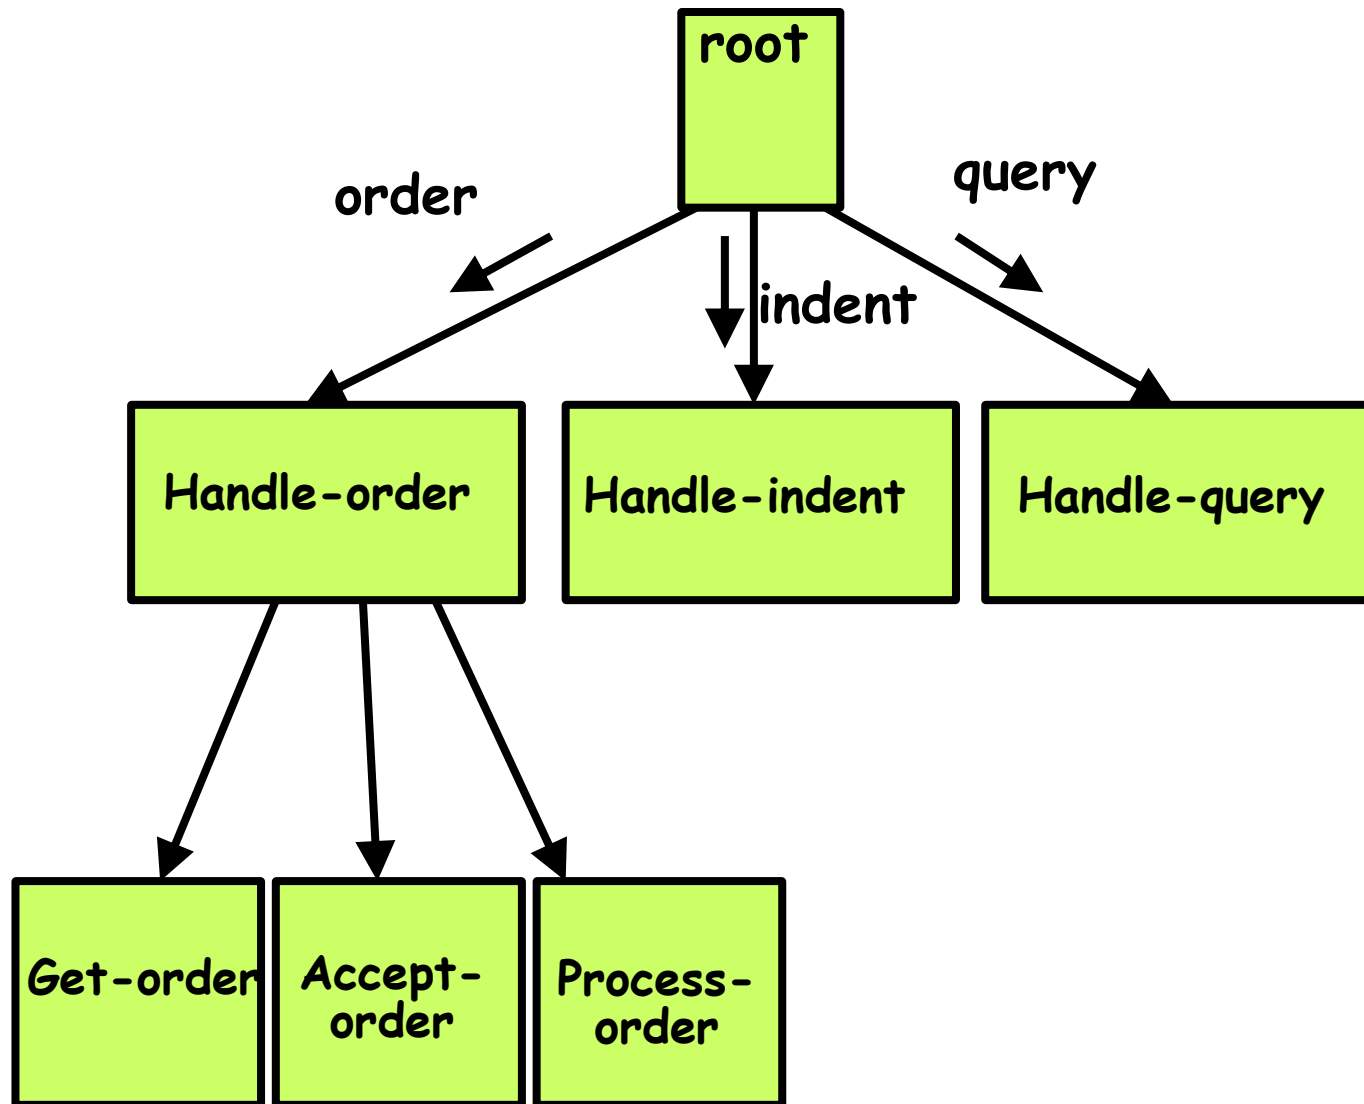 root
order
query
indent
Handle-order
Handle-indent
Handle-query
Get-order
Accept-
order
Process-
order